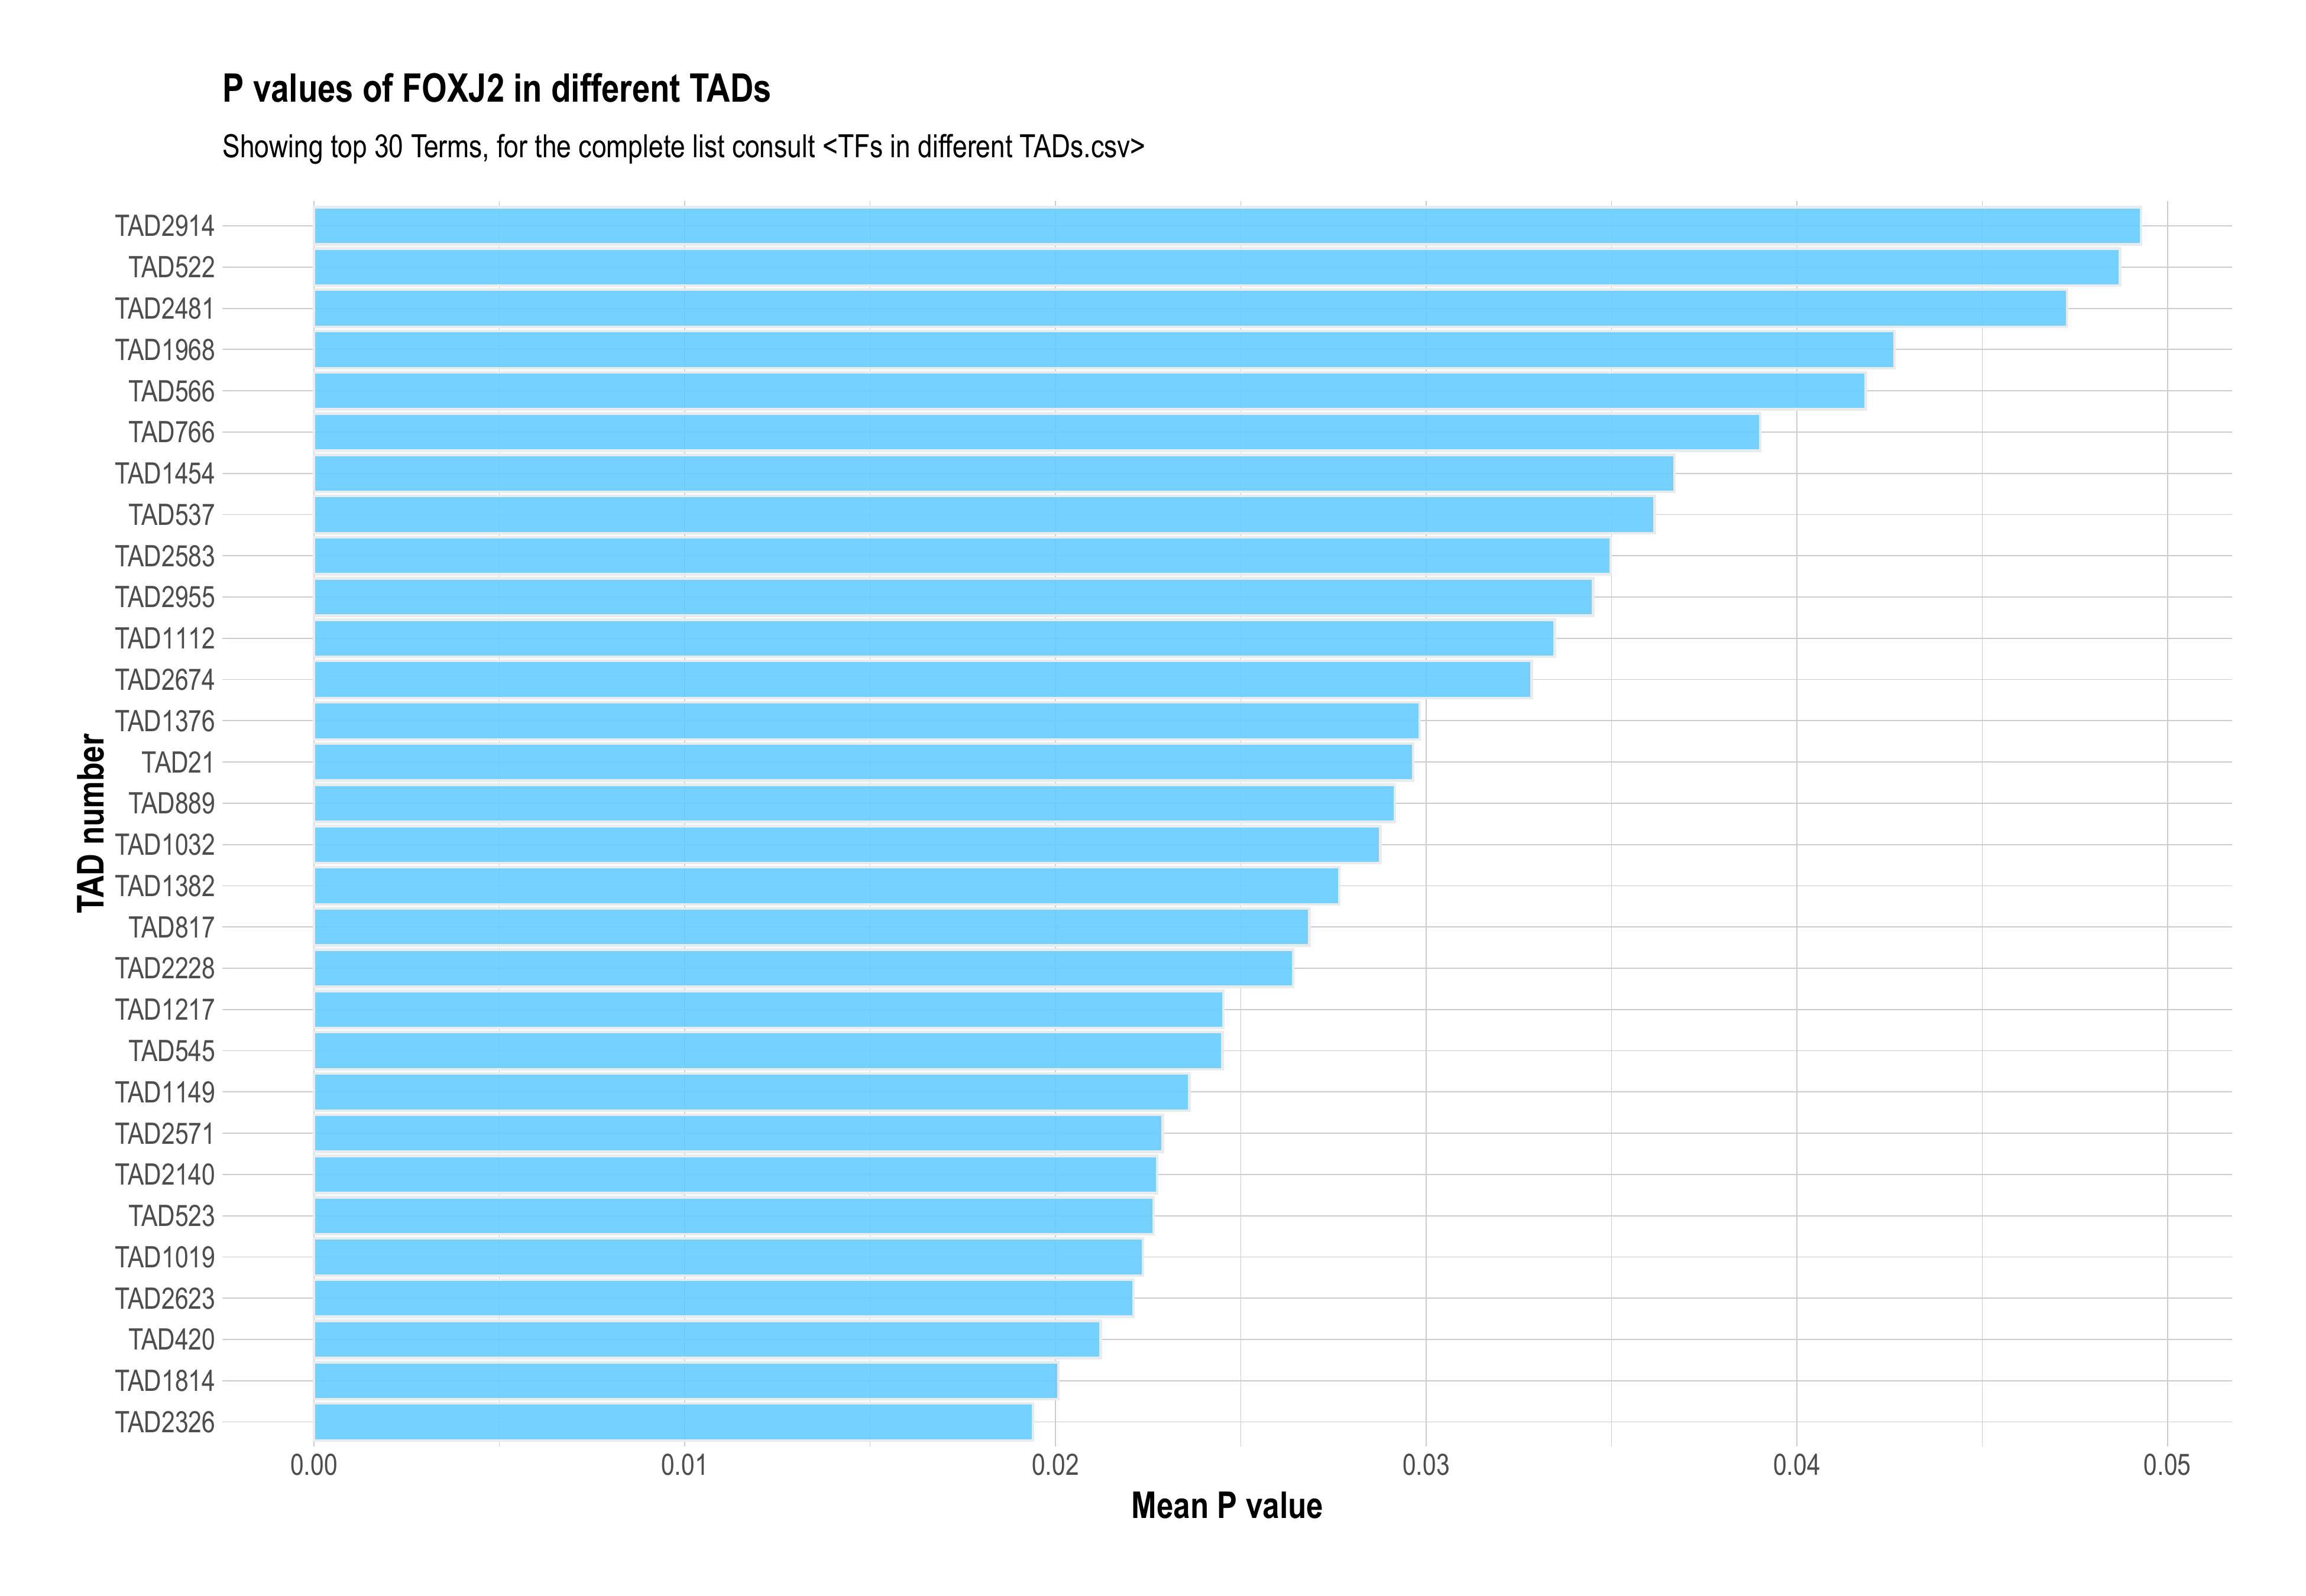 P values of FOXJ2 in different TADs
Showing top 30 Terms, for the complete list consult <TFs in different TADs.csv>
TAD number
TAD2914
TAD522
TAD2481
TAD1968
TAD566
TAD766
TAD1454
TAD537
TAD2583
TAD2955
TAD1112
TAD2674
TAD1376
TAD21
TAD889
TAD1032
TAD1382
TAD817
TAD2228
TAD1217
TAD545
TAD1149
TAD2571
TAD2140
TAD523
TAD1019
TAD2623
TAD420
TAD1814
TAD2326
0.00 0.01 0.02 0.03 0.04 0.05
Mean P value